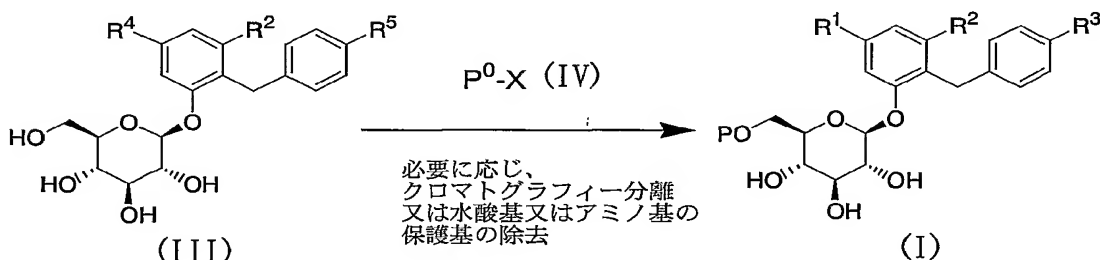 R⁴
R²
R⁵
O
O
HO
HO
OH
OH
(III)
P⁰-X (IV)
必要に応じ、
クロマトグラフィー分離
又は水酸基又はアミノ基の
保護基の除去
R¹
R²
R³
O
O
PO
HO
OH
OH
(I)